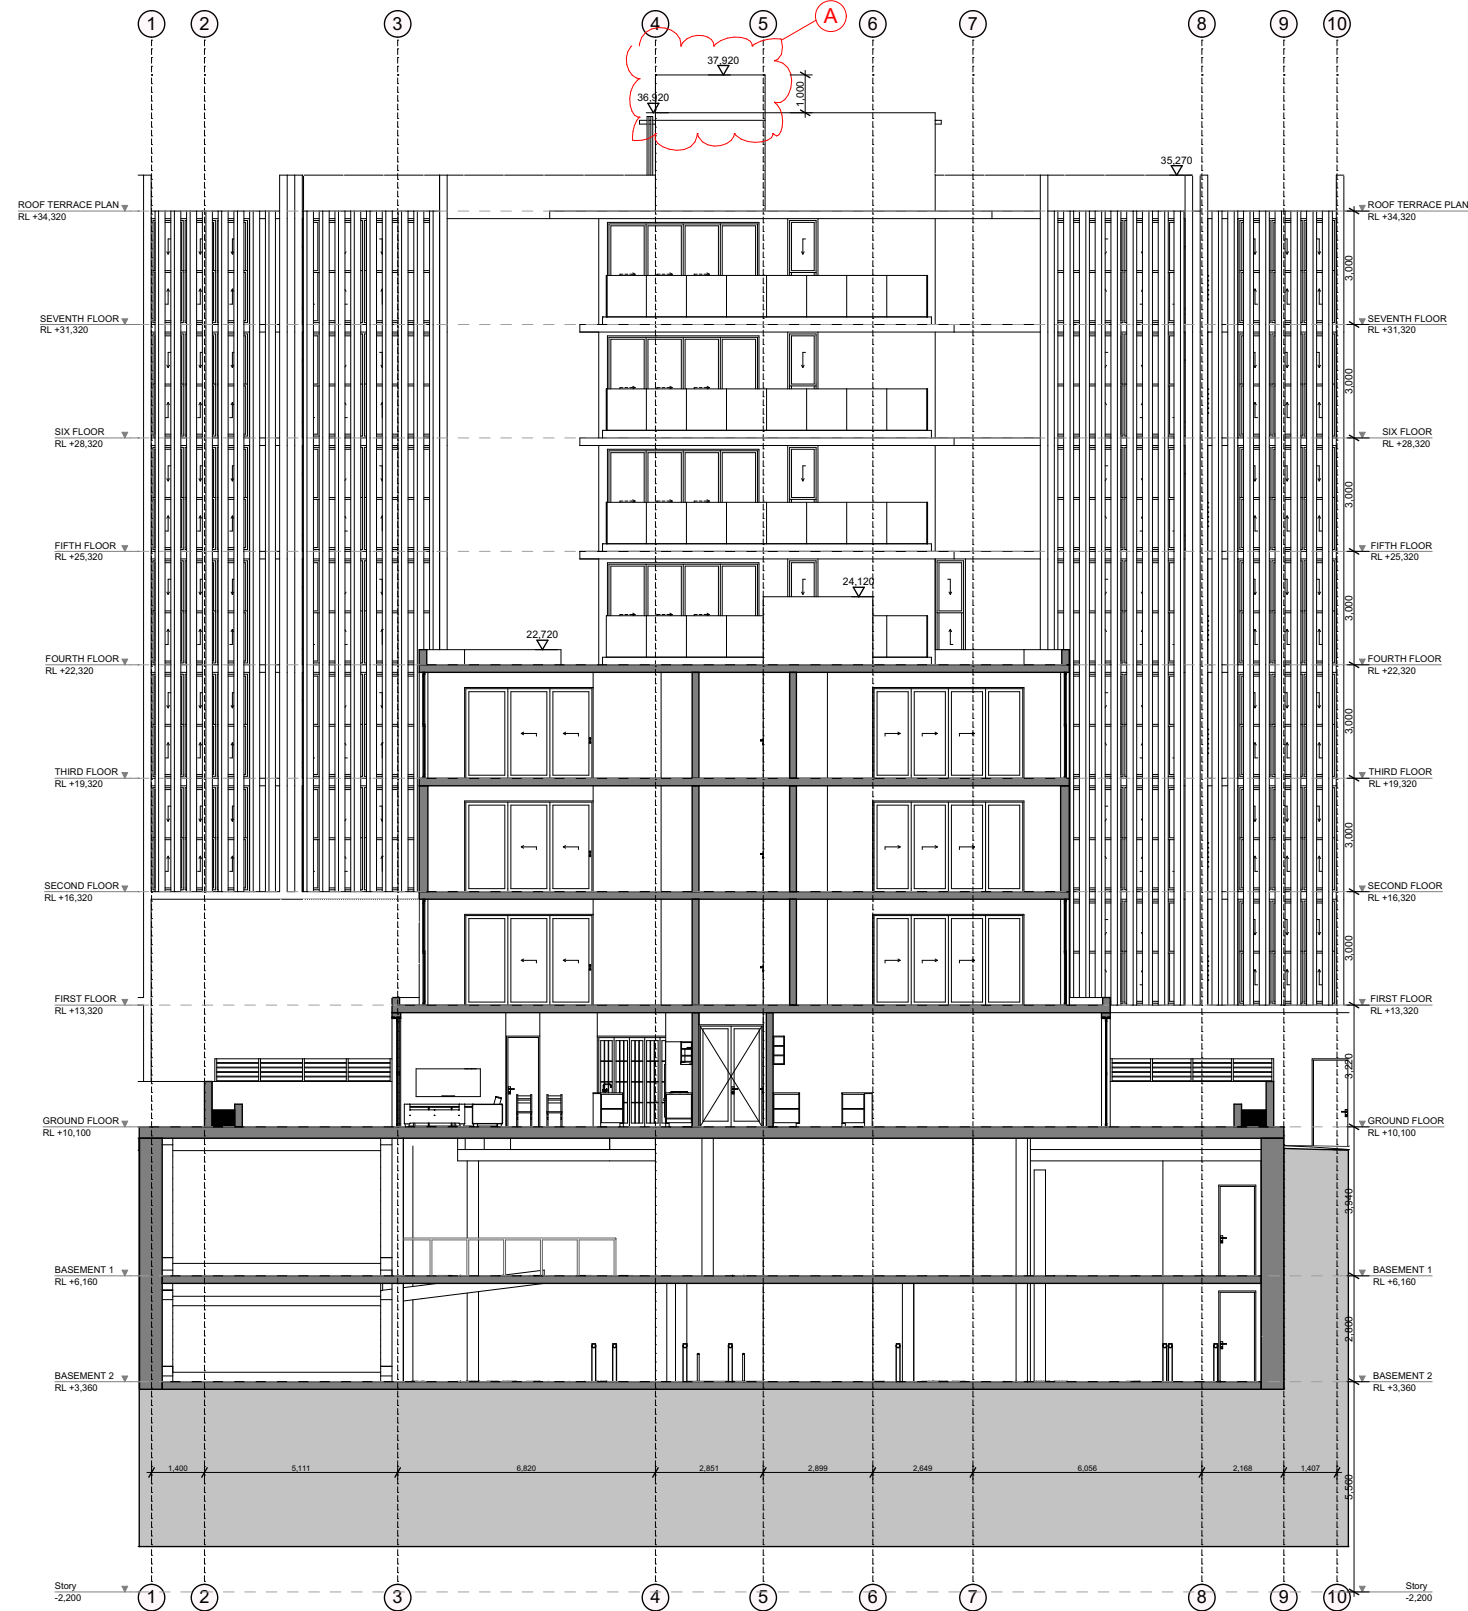 1 2 3 4 5 6 7 8 9 10
A
37,920
36,920
1,000
35,270
ROOF TERRACE PLAN
RL +34,320
ROOF TERRACE PLAN
RL +34,320
3,000
SEVENTH FLOOR
RL +31,320
SEVENTH FLOOR
RL +31,320
3,000
SIX FLOOR
RL +28,320
SIX FLOOR
RL +28,320
3,000
FIFTH FLOOR
RL +25,320
FIFTH FLOOR
RL +25,320
24,120
3,000
22,720
FOURTH FLOOR
RL +22,320
FOURTH FLOOR
RL +22,320
3,000
THIRD FLOOR
RL +19,320
THIRD FLOOR
RL +19,320
3,000
SECOND FLOOR
RL +16,320
SECOND FLOOR
RL +16,320
3,000
FIRST FLOOR
RL +13,320
FIRST FLOOR
RL +13,320
3,220
GROUND FLOOR
RL +10,100
GROUND FLOOR
RL +10,100
3,940
BASEMENT 1
RL +6,160
BASEMENT 1
RL +6,160
2,800
BASEMENT 2
RL +3,360
BASEMENT 2
RL +3,360
1,400 5,111 6,820 2,851 2,899 2,649 6,056 2,168 1,407
5,560
Story
-2,200
Story
-2,200
1 2 3 4 5 6 7 8 9 10